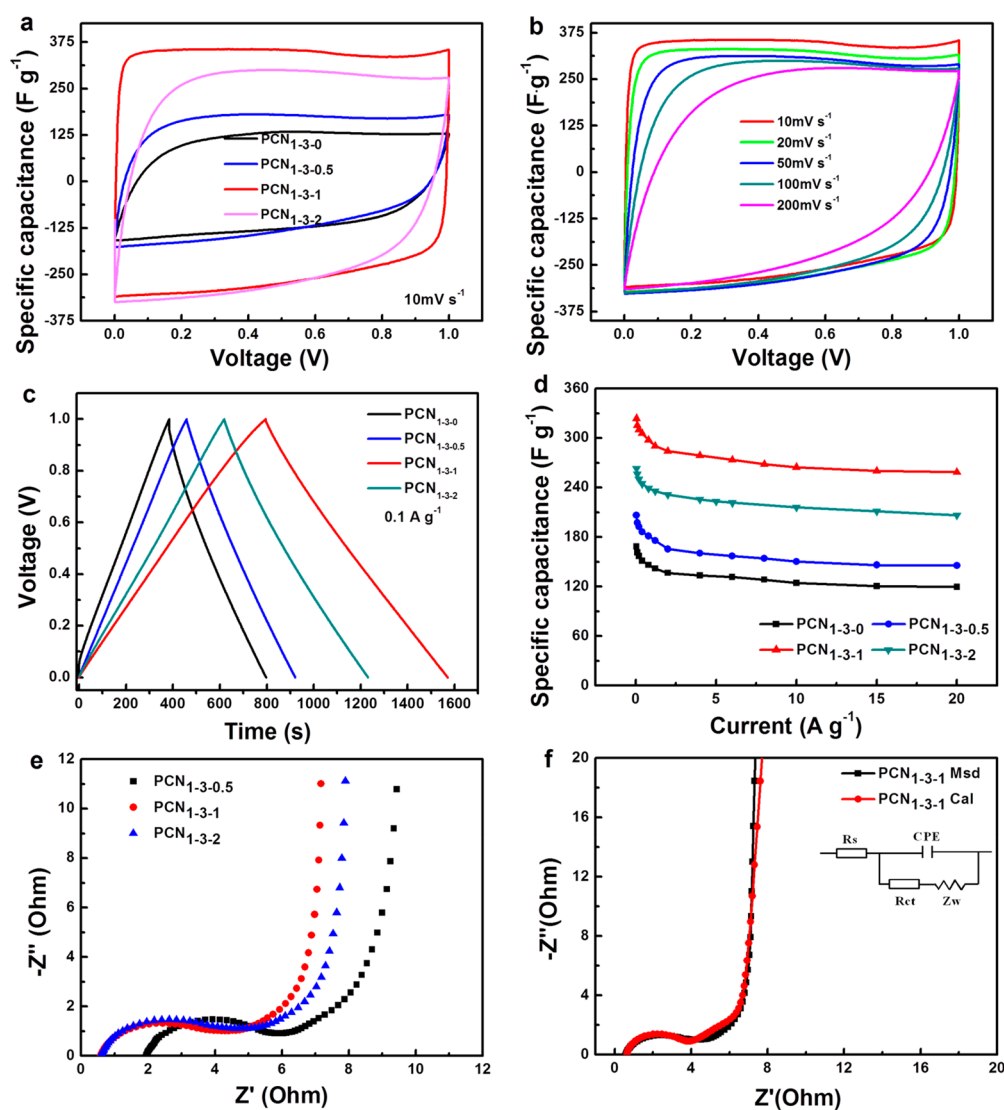 a
Specific capacitance (F g⁻¹)
375
250
125
0
-125
-250
-375
PCN₁₋₃₋₀
PCN₁₋₃₋₀.₅
PCN₁₋₃₋₁
PCN₁₋₃₋₂
10mV s⁻¹
0.0 0.2 0.4 0.6 0.8 1.0
Voltage (V)
b
Specific capacitance (F·g⁻¹)
375
250
125
0
-125
-250
-375
10mV s⁻¹
20mV s⁻¹
50mV s⁻¹
100mV s⁻¹
200mV s⁻¹
0.0 0.2 0.4 0.6 0.8 1.0
Voltage (V)
c
Voltage (V)
1.0
0.8
0.6
0.4
0.2
0.0
PCN₁₋₃₋₀
PCN₁₋₃₋₀.₅
PCN₁₋₃₋₁
PCN₁₋₃₋₂
0.1 A g⁻¹
0 200 400 600 800 1000 1200 1400 1600
Time (s)
d
Specific capacitance (F g⁻¹)
360
300
240
180
120
60
0
PCN₁₋₃₋₀ PCN₁₋₃₋₀.₅
PCN₁₋₃₋₁ PCN₁₋₃₋₂
0 5 10 15 20
Current (A g⁻¹)
e
-Z'' (Ohm)
12
10
8
6
4
2
0
PCN₁₋₃₋₀.₅
PCN₁₋₃₋₁
PCN₁₋₃₋₂
0 2 4 6 8 10 12
Z' (Ohm)
f
-Z''(Ohm)
20
16
12
8
4
0
PCN₁₋₃₋₁ Msd
PCN₁₋₃₋₁ Cal
Rs CPE
Rct Zw
0 4 8 12 16 20
Z'(Ohm)